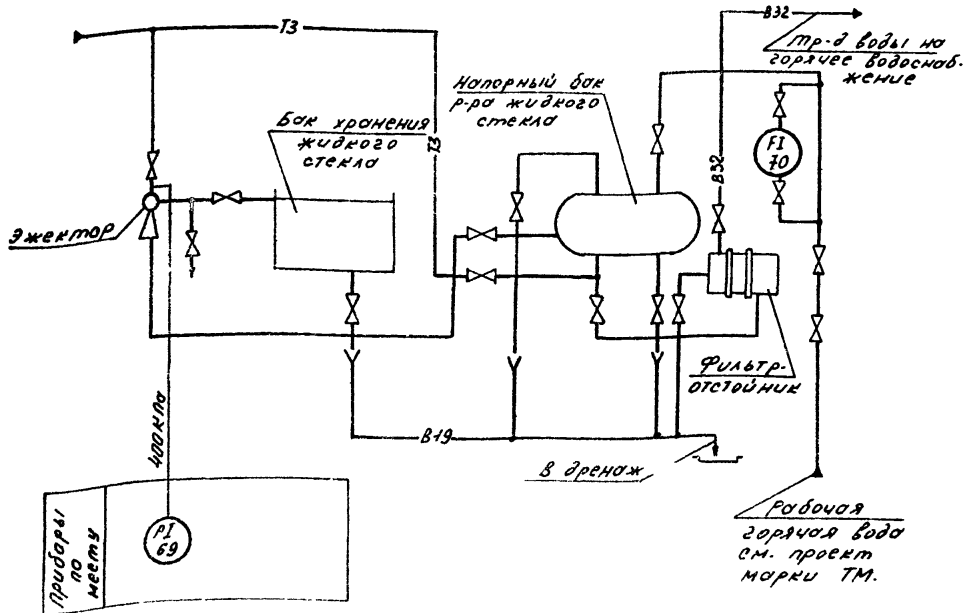 Т3
В32
тр-д воды на
горячее водоснаб-
жение
Напорный бак
р-ра жидкого
стекла
Бак хранения
жидкого
стекла
Т3
В32
FI
70
Эжектор
Фильтр-
отстойник
400 кПа
В19
В дренаж
Рабочая
горячая вода
см. проект
марки ТМ.
Прибары
по
месту
PI
69